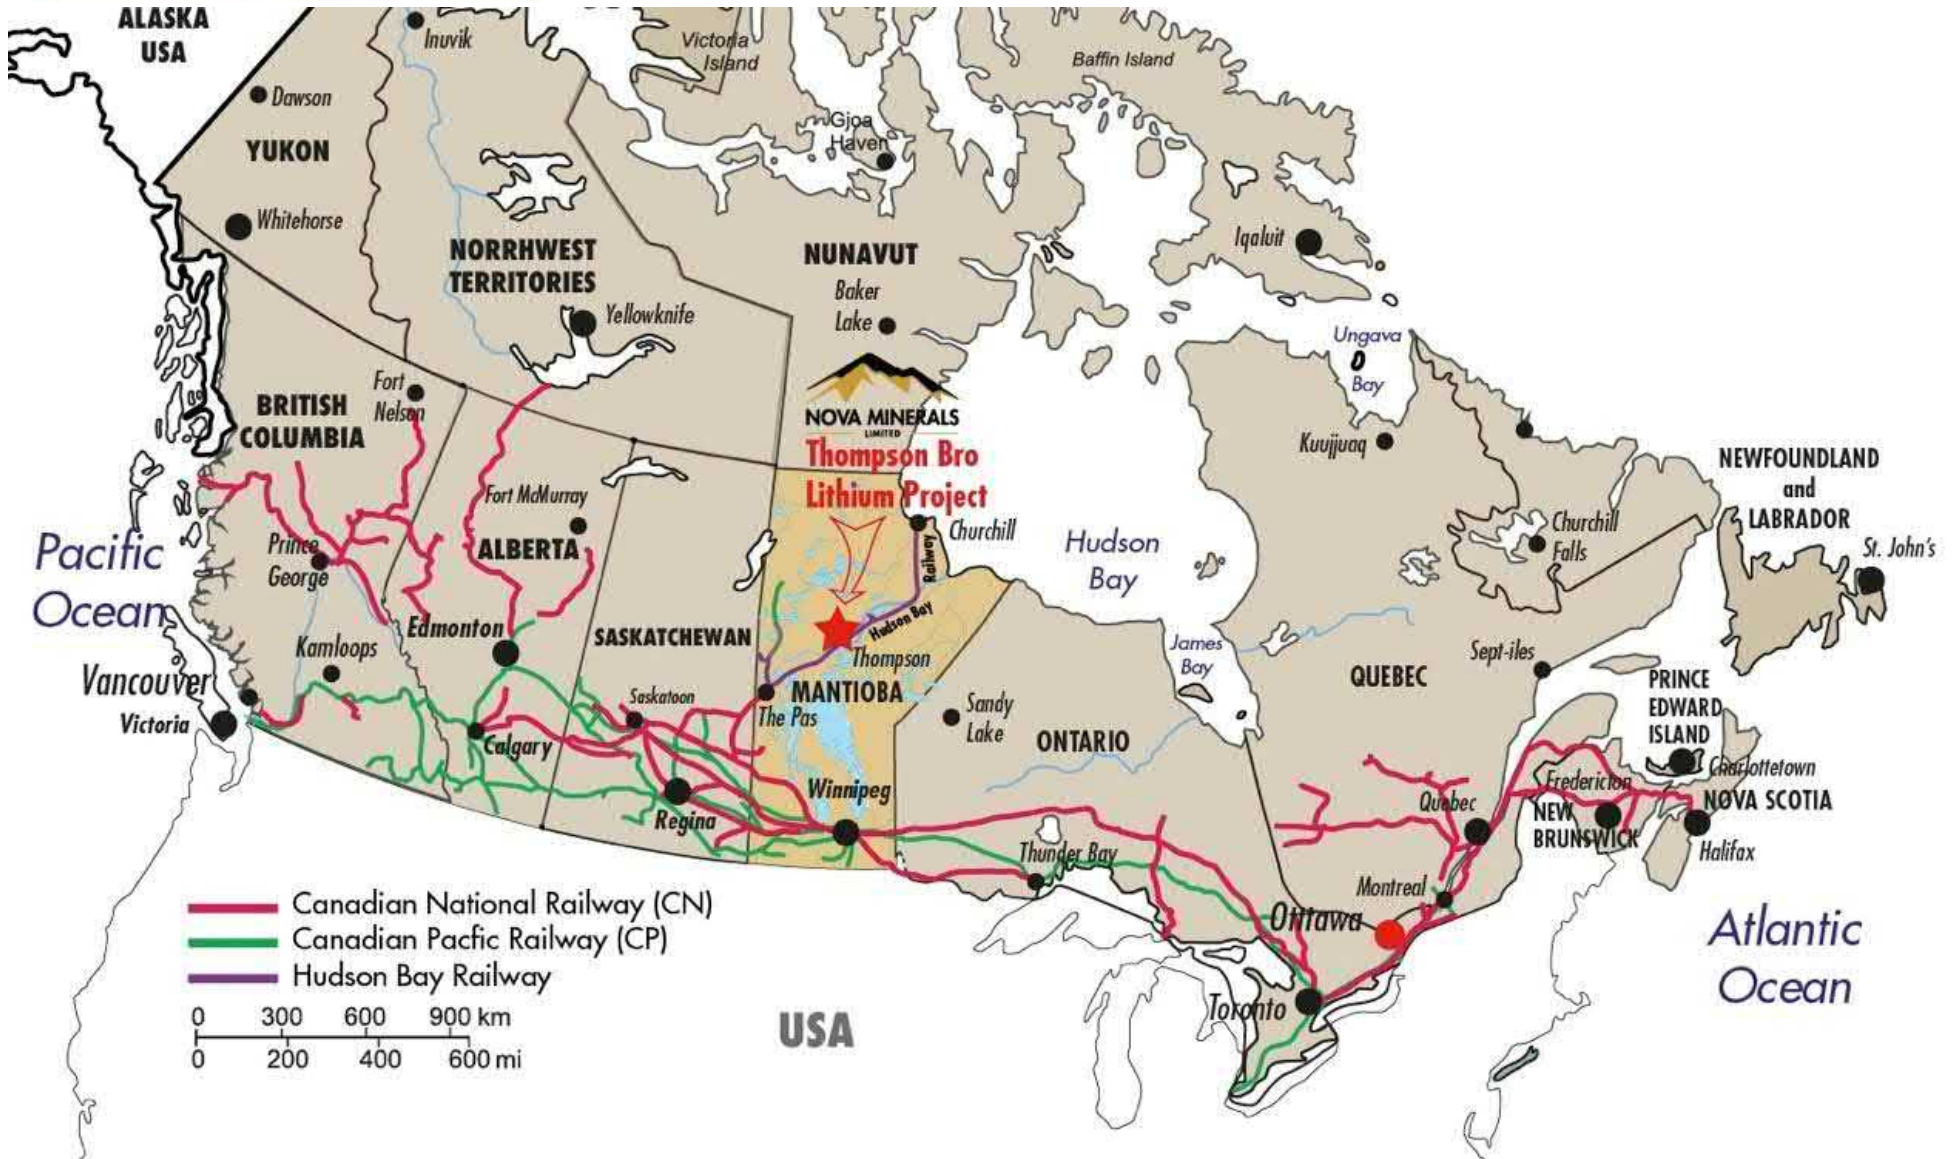 ALASKA
USA
Inuvik
Victoria
Island
Baffin Island
Dawson
YUKON
Gjoa
Haven
Whitehorse
NORRHWEST
TERRITORIES
NUNAVUT
Iqaluit
Baker
Lake
Yellowknife
Ungava
Bay
Fort
Nelson
BRITISH
COLUMBIA
NOVA MINERALS
LIMITED
Thompson Bro
Lithium Project
Kuujjuaq
NEWFOUNDLAND
and
LABRADOR
Fort McMurray
ALBERTA
Churchill
Hudson
Bay
Churchill
Falls
St. John's
Pacific
Ocean
Prince
George
Railway
Hudson Bay
Edmonton
SASKATCHEWAN
Thompson
James
Bay
Sept-iles
QUEBEC
Kamloops
Vancouver
Victoria
Saskatoon
MANTIOBA
The Pas
Sandy
Lake
ONTARIO
PRINCE
EDWARD
ISLAND
Charlottetown
Calgary
Regina
Winnipeg
Quebec
Fredericton
NEW
BRUNSWICK
NOVA SCOTIA
Halifax
Thunder Bay
Montreal
Ottawa
Toronto
Atlantic
Ocean
USA
Canadian National Railway (CN)
Canadian Pacfic Railway (CP)
Hudson Bay Railway
0 300 600 900 km
0 200 400 600 mi